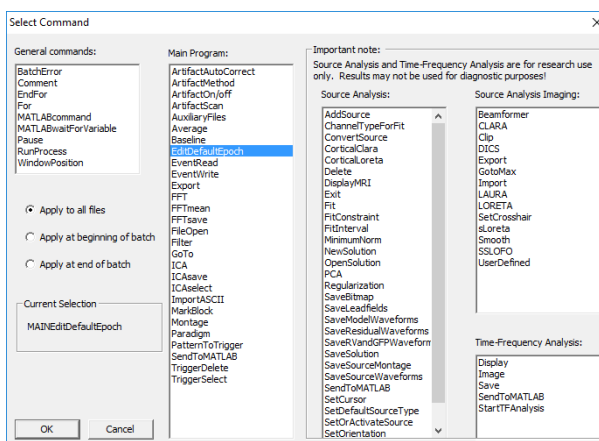 Select Command
General commands:
BatchError
Comment
EndFor
For
MATLABcommand
MATLABwaitForVariable
Pause
RunProcess
WindowPosition
Apply to all files
Apply at beginning of batch
Apply at end of batch
Current Selection
MAINEditDefaultEpoch
OK
Cancel
Main Program:
ArtifactAutoCorrect
ArtifactMethod
ArtifactOn/off
ArtifactScan
AuxiliaryFiles
Average
Baseline
EditDefaultEpoch
EventRead
EventWrite
Export
FFT
FFTmean
FFTsave
FileOpen
Filter
GoTo
ICA
ICAsave
ICAselect
ImportASCII
MarkBlock
Montage
Paradigm
PatternToTrigger
SendToMATLAB
TriggerDelete
TriggerSelect
Important note:
Source Analysis and Time-Frequency Analysis are for research use
only. Results may not be used for diagnostic purposes!
Source Analysis:
AddSource
ChannelTypeForFit
ConvertSource
CorticalClara
CorticalLoreta
Delete
DisplayMRI
Exit
Fit
FitConstraint
FitInterval
MinimumNorm
NewSolution
OpenSolution
PCA
Regularization
SaveBitmap
SaveLeadfields
SaveModelWaveforms
SaveResidualWaveforms
SaveRVandGFPWaveform
SaveSolution
SaveSourceMontage
SaveSourceWaveforms
SendToMATLAB
SetCursor
SetDefaultSourceType
SetOrActivateSource
SetOrientation
Source Analysis Imaging:
Beamformer
CLARA
Clip
DICS
Export
GotoMax
Import
LAURA
LORETA
SetCrosshair
sLoreta
Smooth
SSLOFO
UserDefined
Time-Frequency Analysis:
Display
Image
Save
SendToMATLAB
StartTFAnalysis